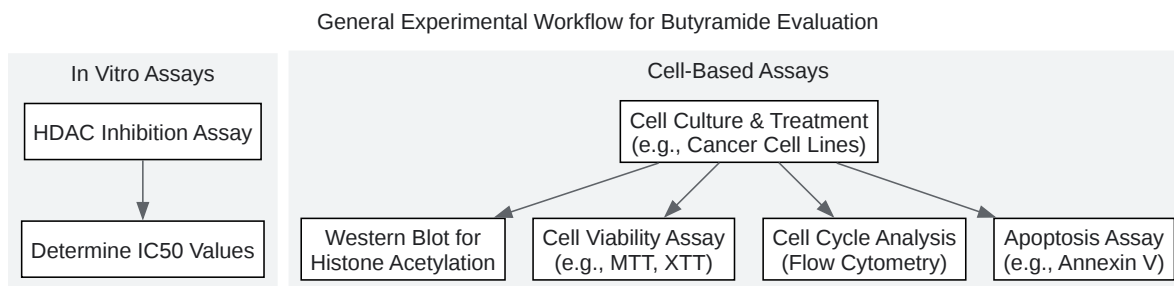 General Experimental Workflow for Butyramide Evaluation
In Vitro Assays
HDAC Inhibition Assay
Determine IC50 Values
Cell-Based Assays
Cell Culture & Treatment
(e.g., Cancer Cell Lines)
Western Blot for
Histone Acetylation
Cell Viability Assay
(e.g., MTT, XTT)
Cell Cycle Analysis
(Flow Cytometry)
Apoptosis Assay
(e.g., Annexin V)